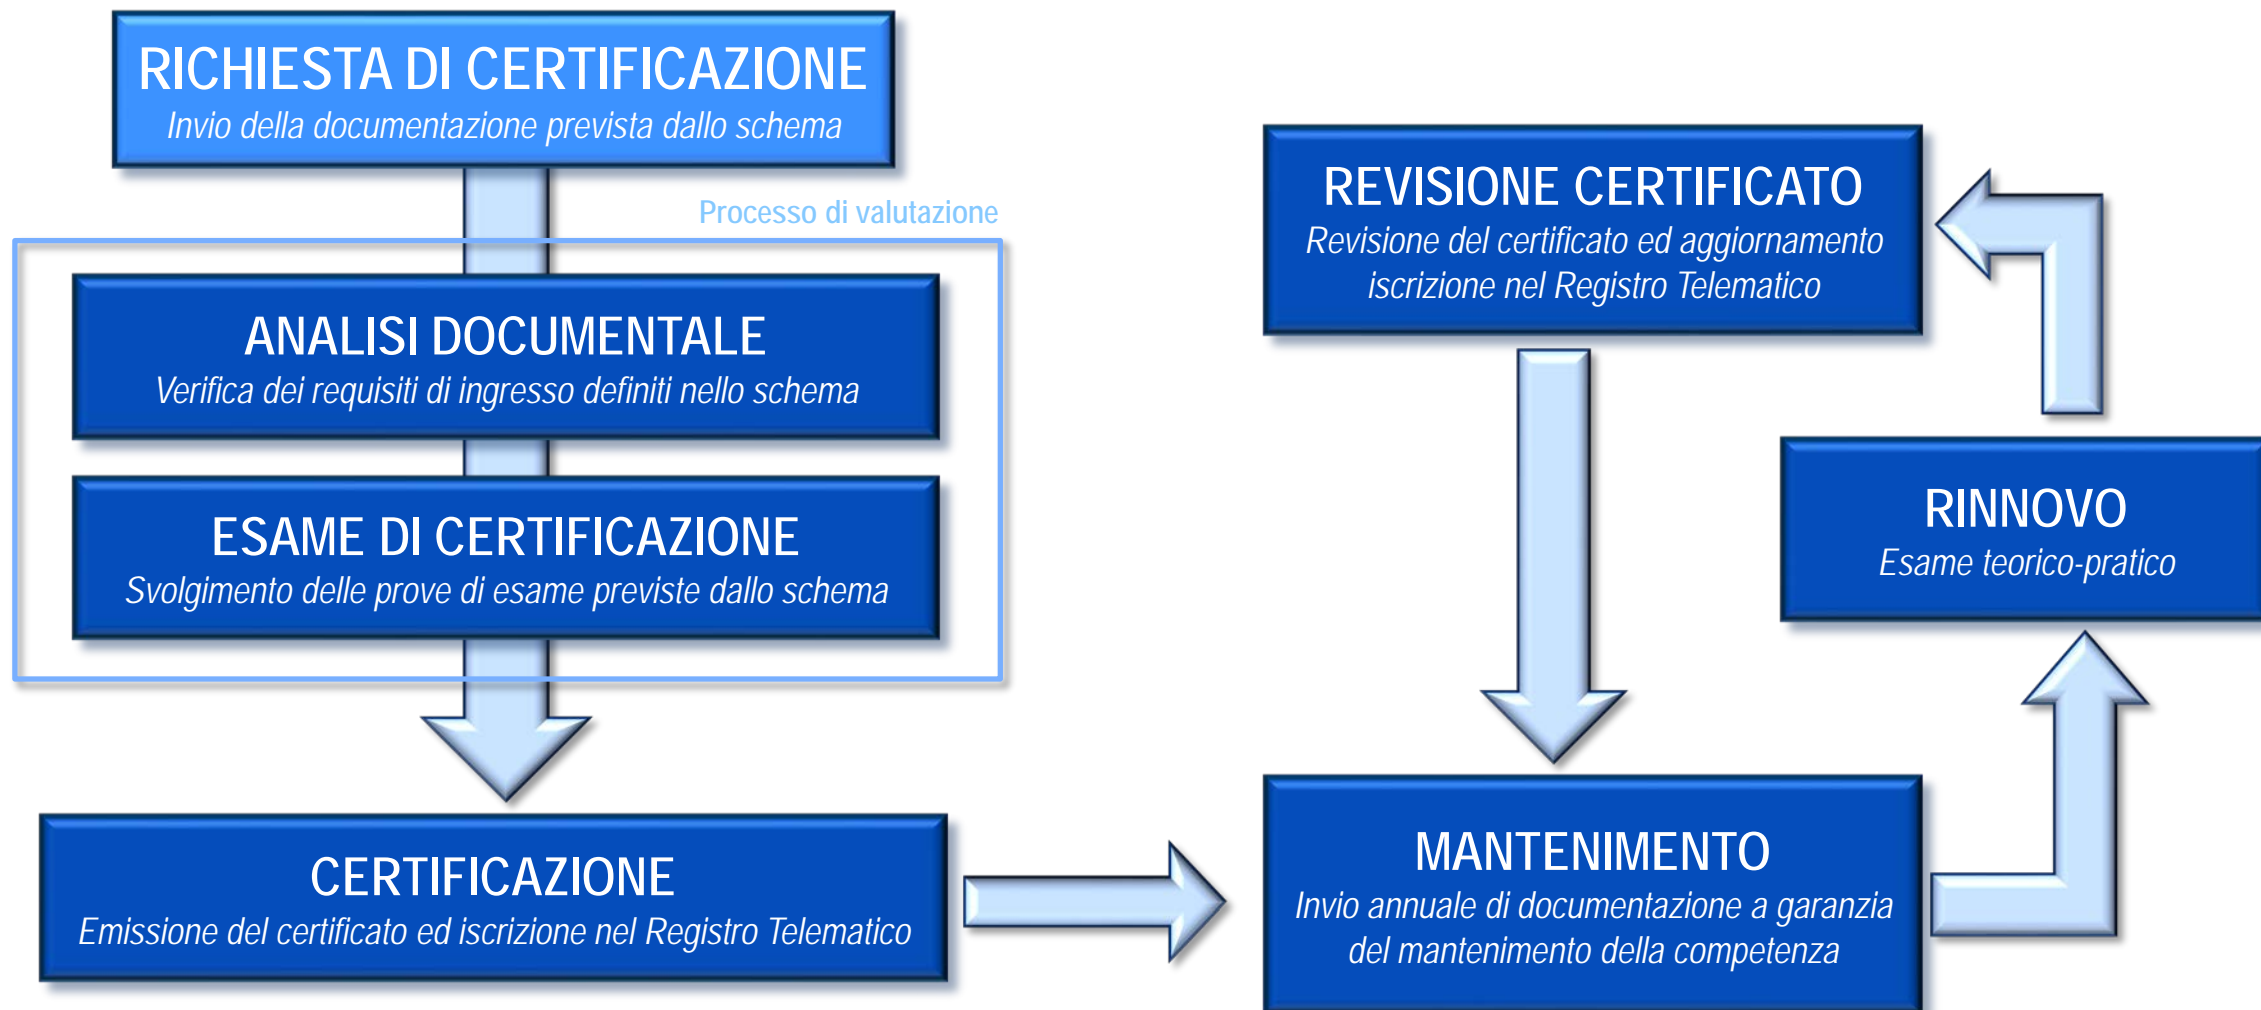 RICHIESTA DI CERTIFICAZIONE
Invio della documentazione prevista dallo schema
Processo di valutazione
ANALISI DOCUMENTALE
Verifica dei requisiti di ingresso definiti nello schema
ESAME DI CERTIFICAZIONE
Svolgimento delle prove di esame previste dallo schema
CERTIFICAZIONE
Emissione del certificato ed iscrizione nel Registro Telematico
REVISIONE CERTIFICATO
Revisione del certificato ed aggiornamento
iscrizione nel Registro Telematico
RINNOVO
Esame teorico-pratico
MANTENIMENTO
Invio annuale di documentazione a garanzia
del mantenimento della competenza